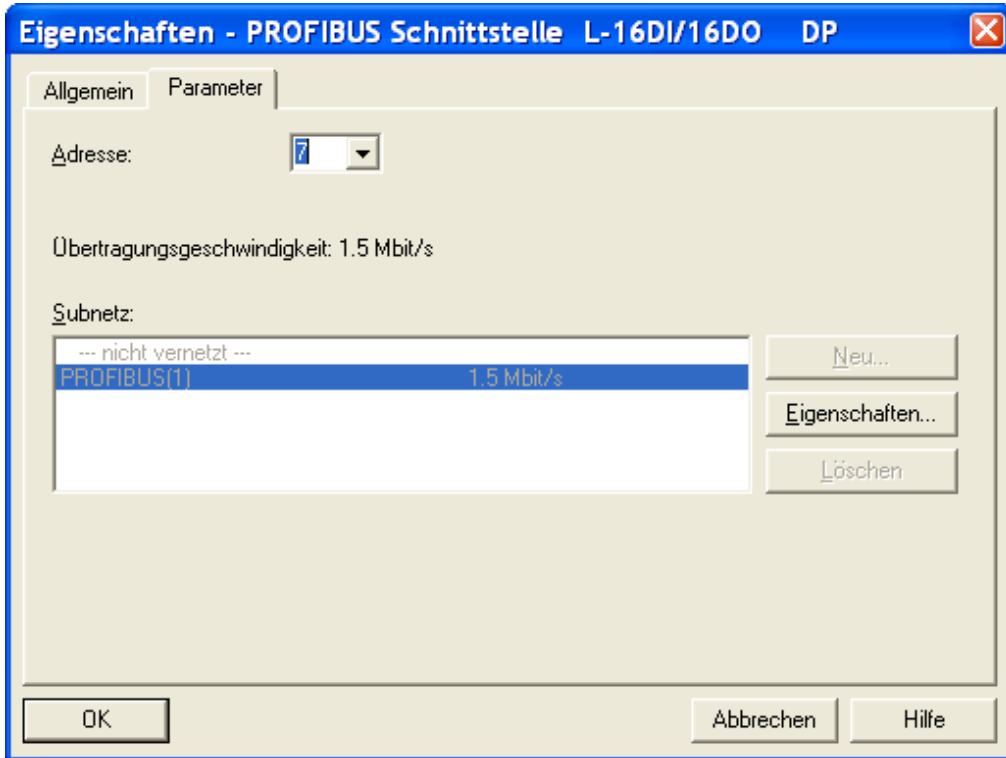 Eigenschaften - PROFIBUS Schnittstelle L-16DI/16DO DP
Allgemein Parameter
Adresse: 7
Übertragungsgeschwindigkeit: 1.5 Mbit/s
Subnetz:
--- nicht vernetzt ---
Neu...
PROFIBUS(1) 1.5 Mbit/s
Eigenschaften...
Löschen
OK Abbrechen Hilfe